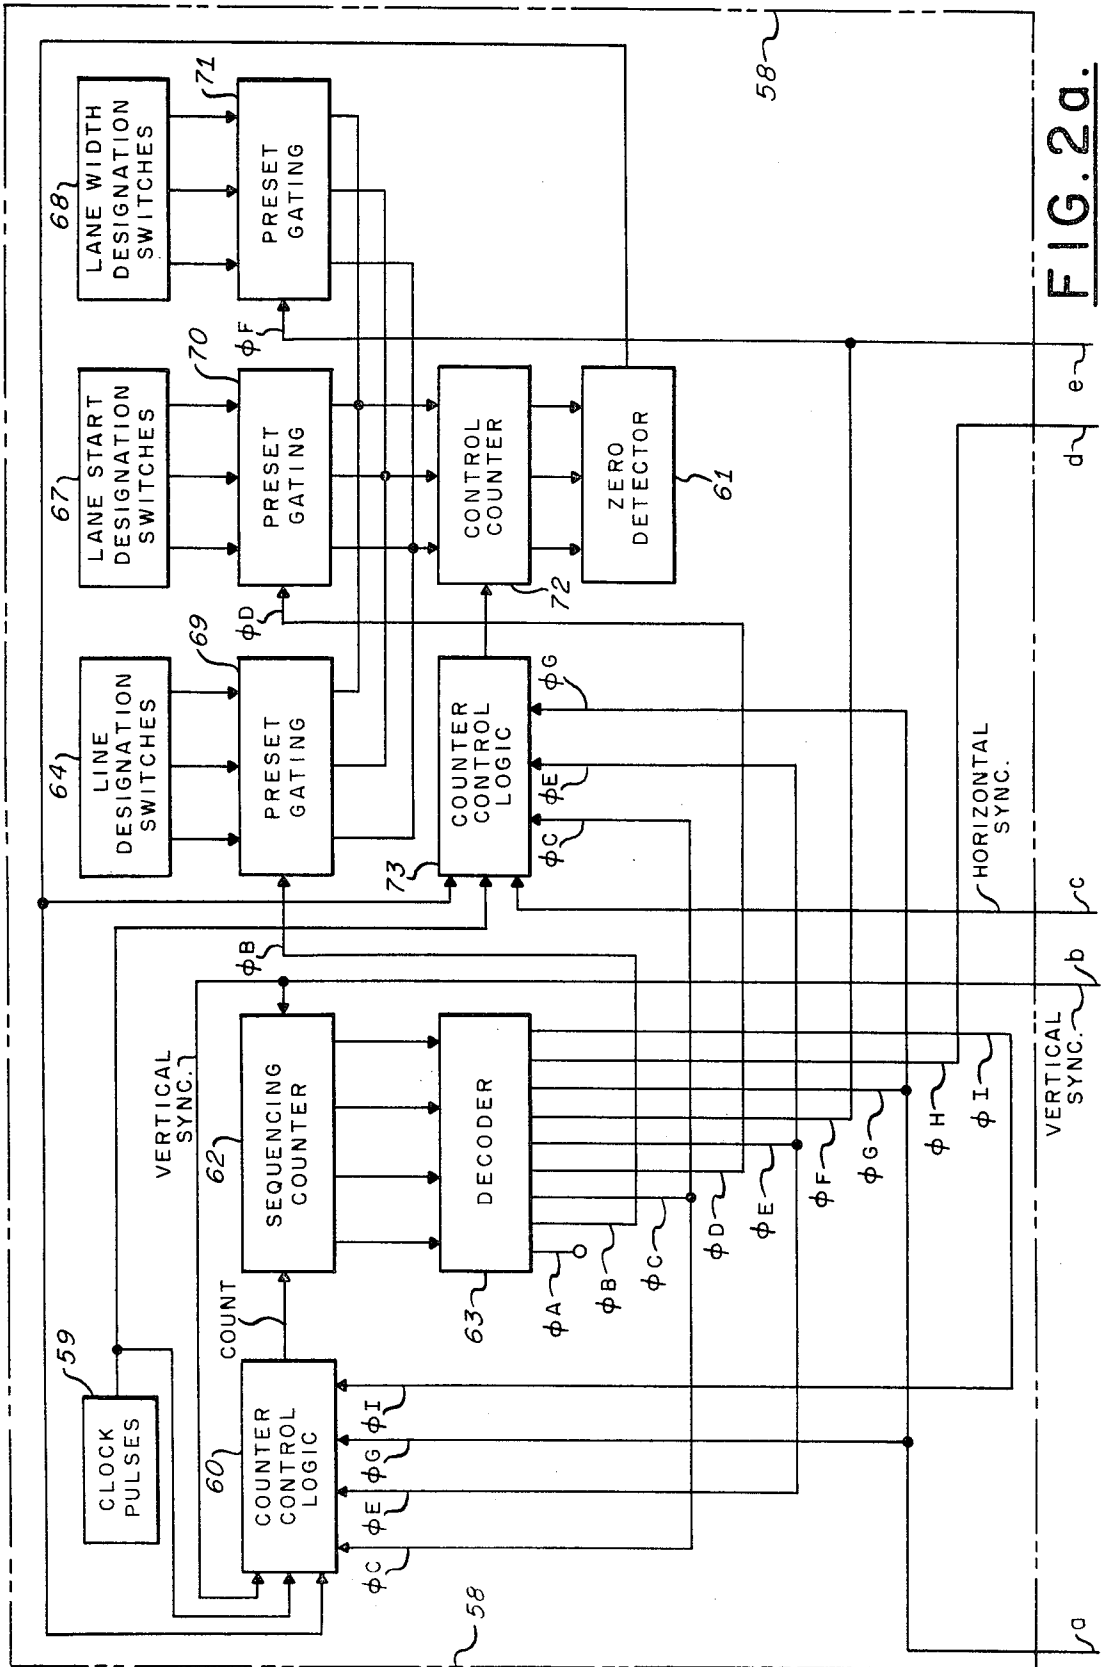 58
59
CLOCK
PULSES
VERTICAL
SYNC.
64
LINE
DESIGNATION
SWITCHES
67
LANE START
DESIGNATION
SWITCHES
68
LANE WIDTH
DESIGNATION
SWITCHES
60
COUNTER
CONTROL
LOGIC
COUNT
62
SEQUENCING
COUNTER
φB
69
PRESET
GATING
φD
70
PRESET
GATING
φF
71
PRESET
GATING
φC
φE
φG
φI
63
DECODER
73
COUNTER
CONTROL
LOGIC
72
CONTROL
COUNTER
φA
φB
φC
φD
φE
φF
φG
φH
φI
φC
φE
φG
ZERO
DETECTOR
61
HORIZONTAL
SYNC.
58
VERTICAL
SYNC.
a
b
c
d
e
FIG. 2a.